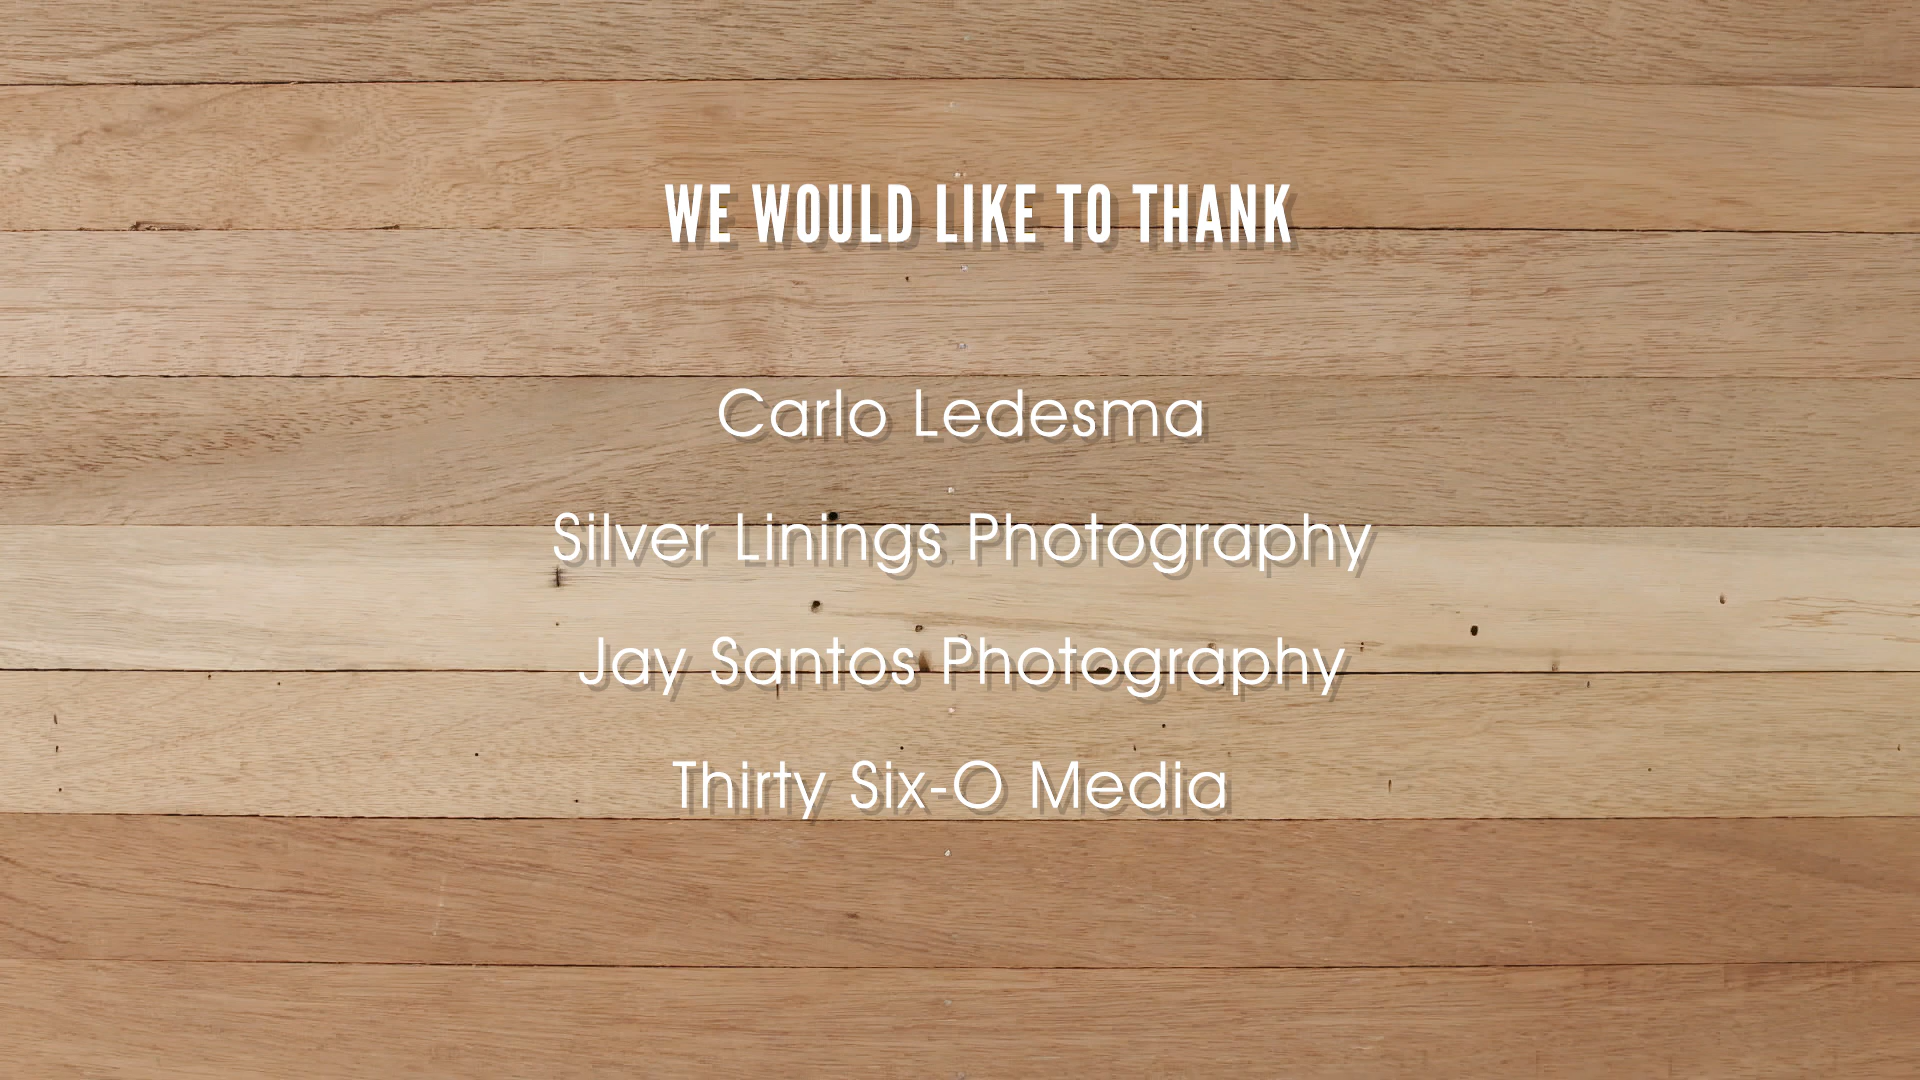 WE WOULD LIKE TO THANK
Carlo Ledesma
Silver Linings Photography
Jay Santos Photography
Thirty Six-O Media